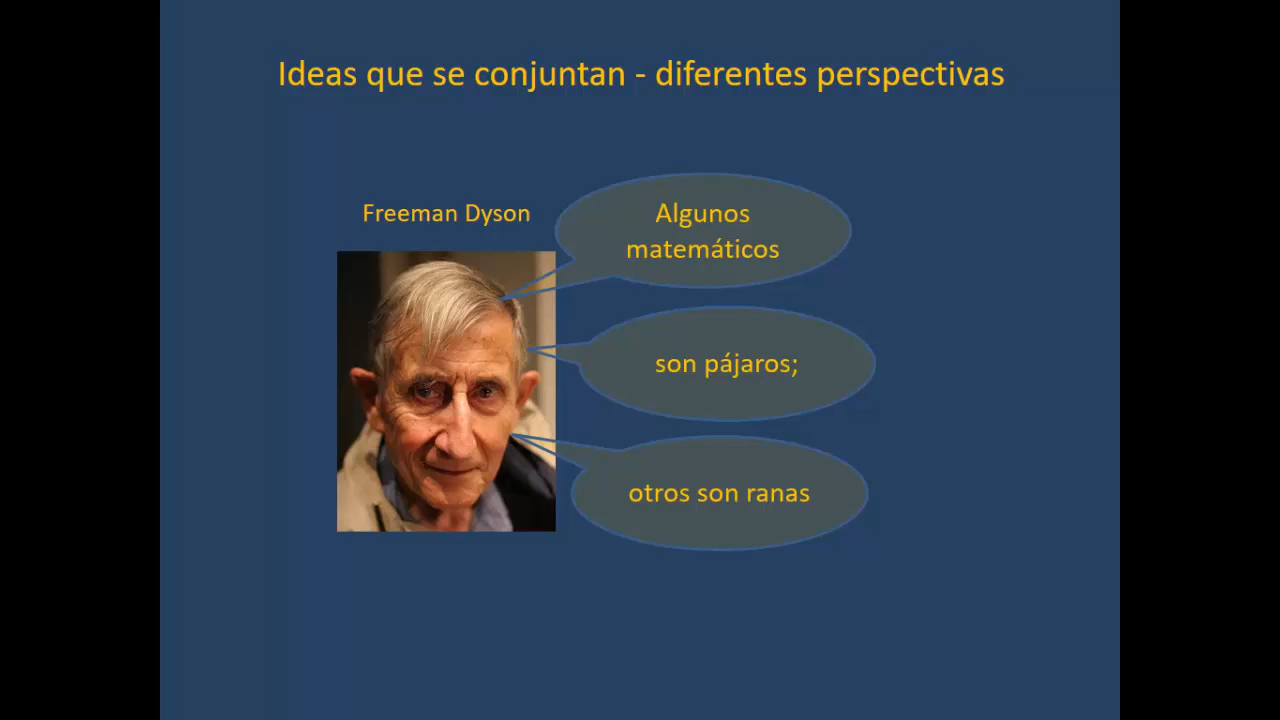 Ideas que se conjuntan - diferentes perspectivas
Freeman Dyson
Algunos
matemáticos
son pájaros;
otros son ranas